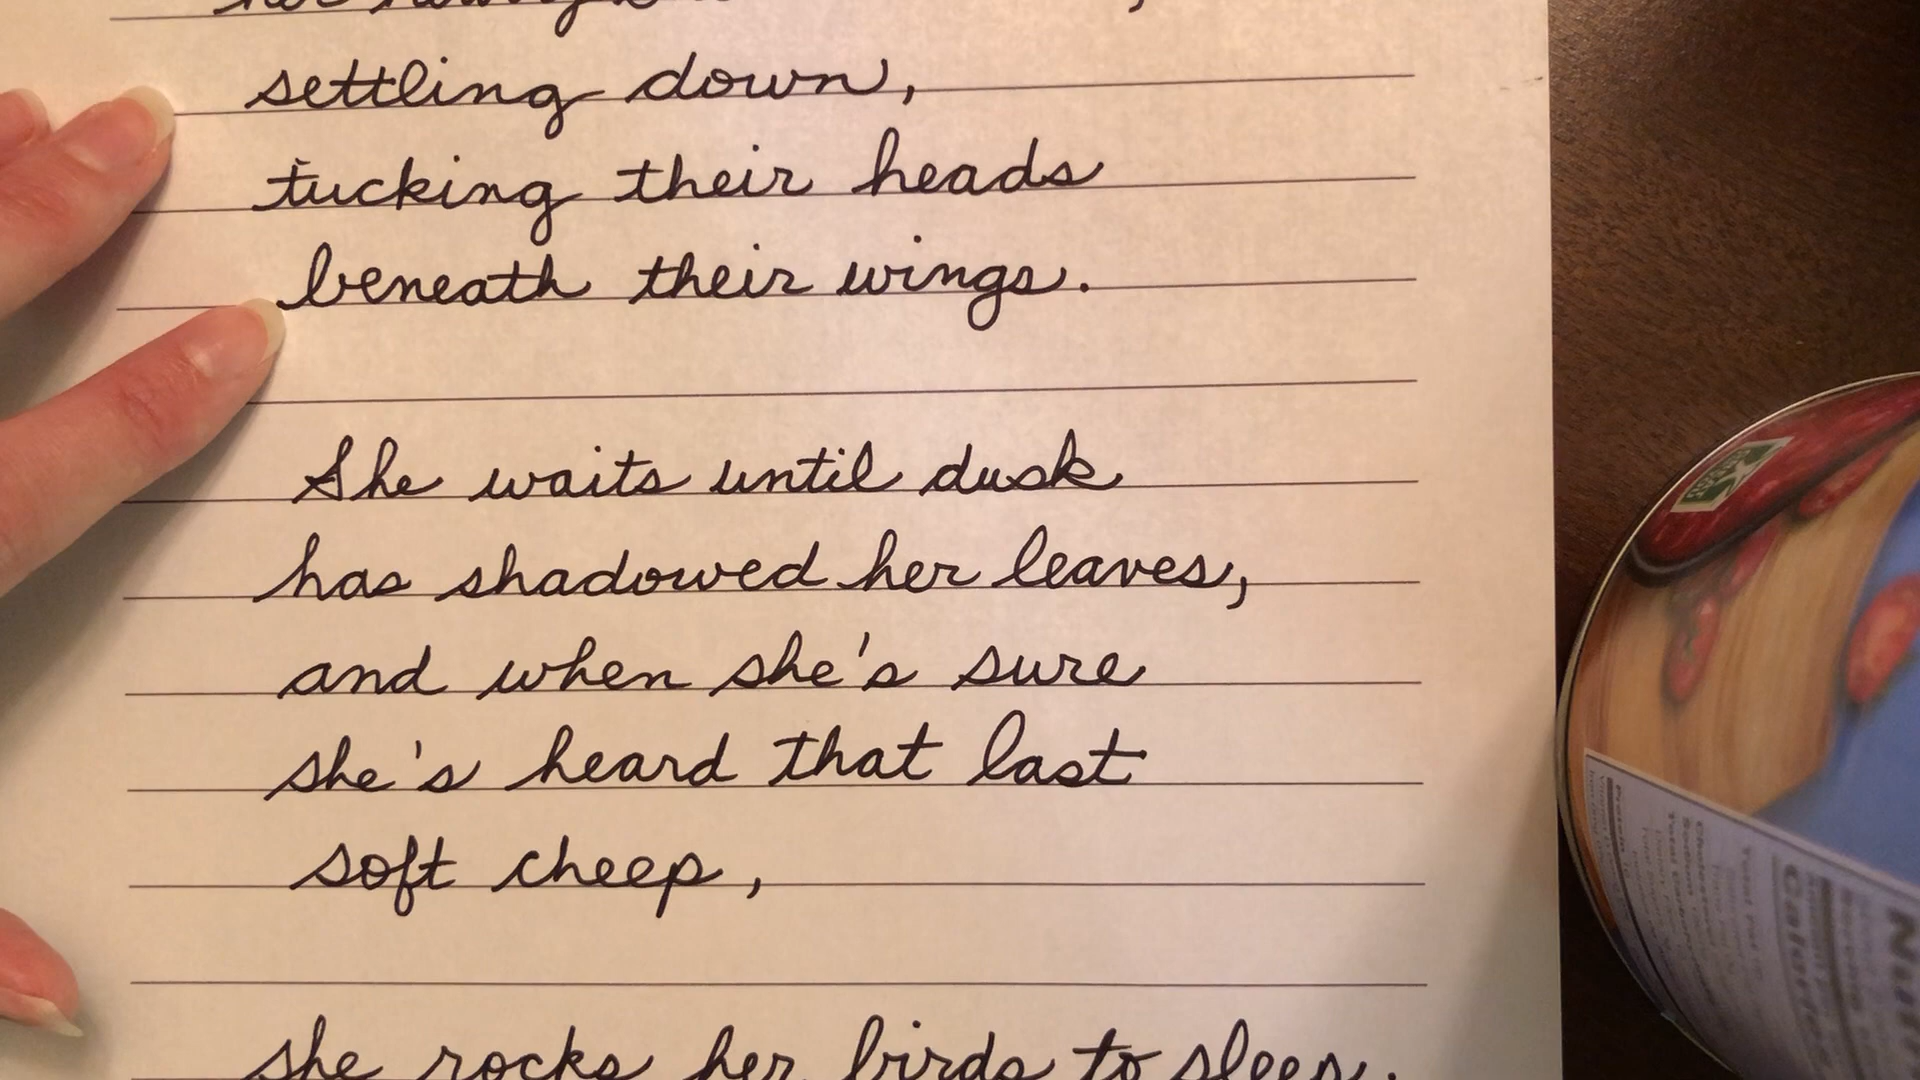 her
settling down,
tucking their heads
beneath their wings.
She waits until dusk
has shadowed her leaves,
and when she's sure
she's heard that last
soft cheep,
she rocks her birds to sleep.